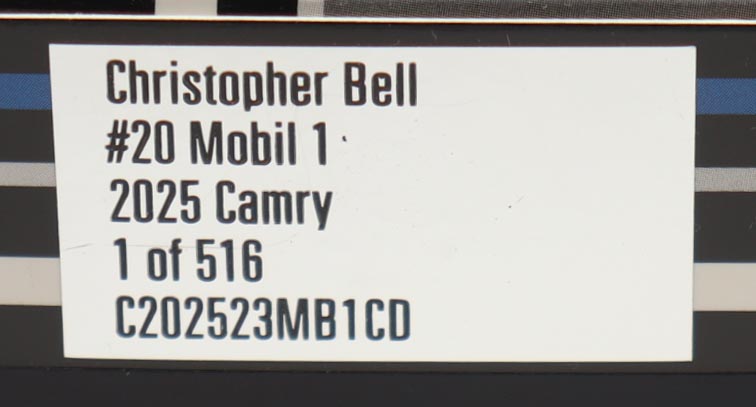 Christopher Bell
#20 Mobil 1
2025 Camry
1 of 516
C202523MB1CD